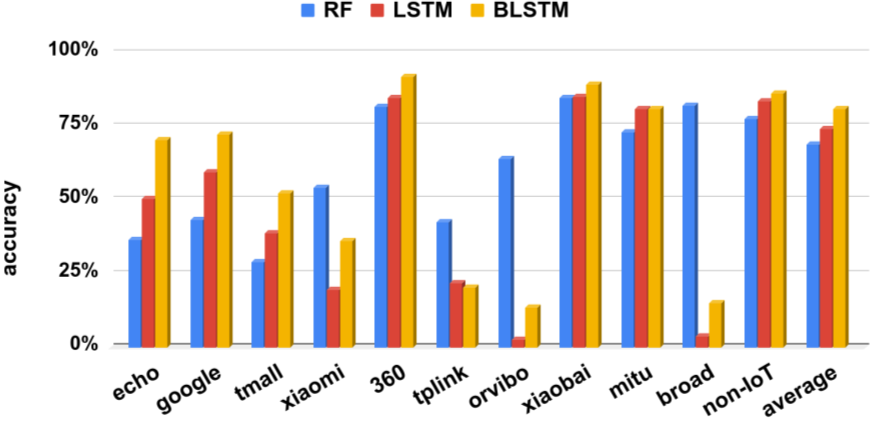 RF LSTM BLSTM
100%
75%
50%
25%
0%
accuracy
echo google tmall xiaomi 360 tplink orvibo xiaobai mitu broad non-IoT average